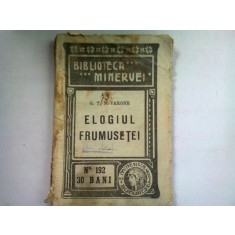 BIBLIOTECA
MINERVEI
ELOGIUL
FRUMUSEȚEI
Nº 192
30 BANI